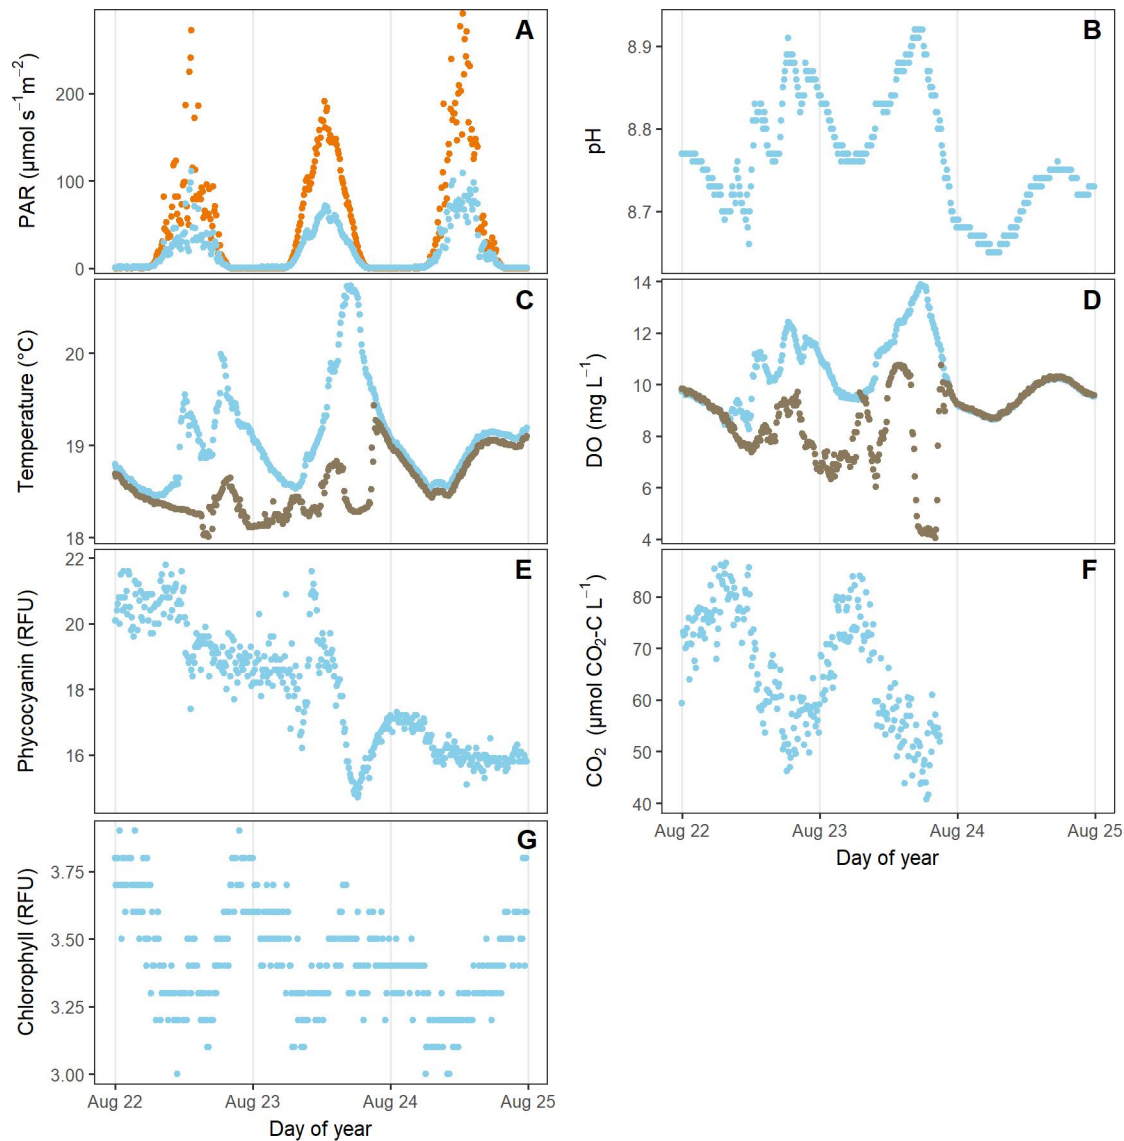 A
PAR (µmol s⁻¹m⁻²)
200
100
0
B
pH
8.9
8.8
8.7
C
Temperature (°C)
20
19
18
D
DO (mg L⁻¹)
14
12
10
8
6
4
E
Phycocyanin (RFU)
22
20
18
16
F
CO₂ (µmol CO₂-C L⁻¹)
80
70
60
50
40
Aug 22 Aug 23 Aug 24 Aug 25
Day of year
G
Chlorophyll (RFU)
3.75
3.50
3.25
3.00
Aug 22 Aug 23 Aug 24 Aug 25
Day of year